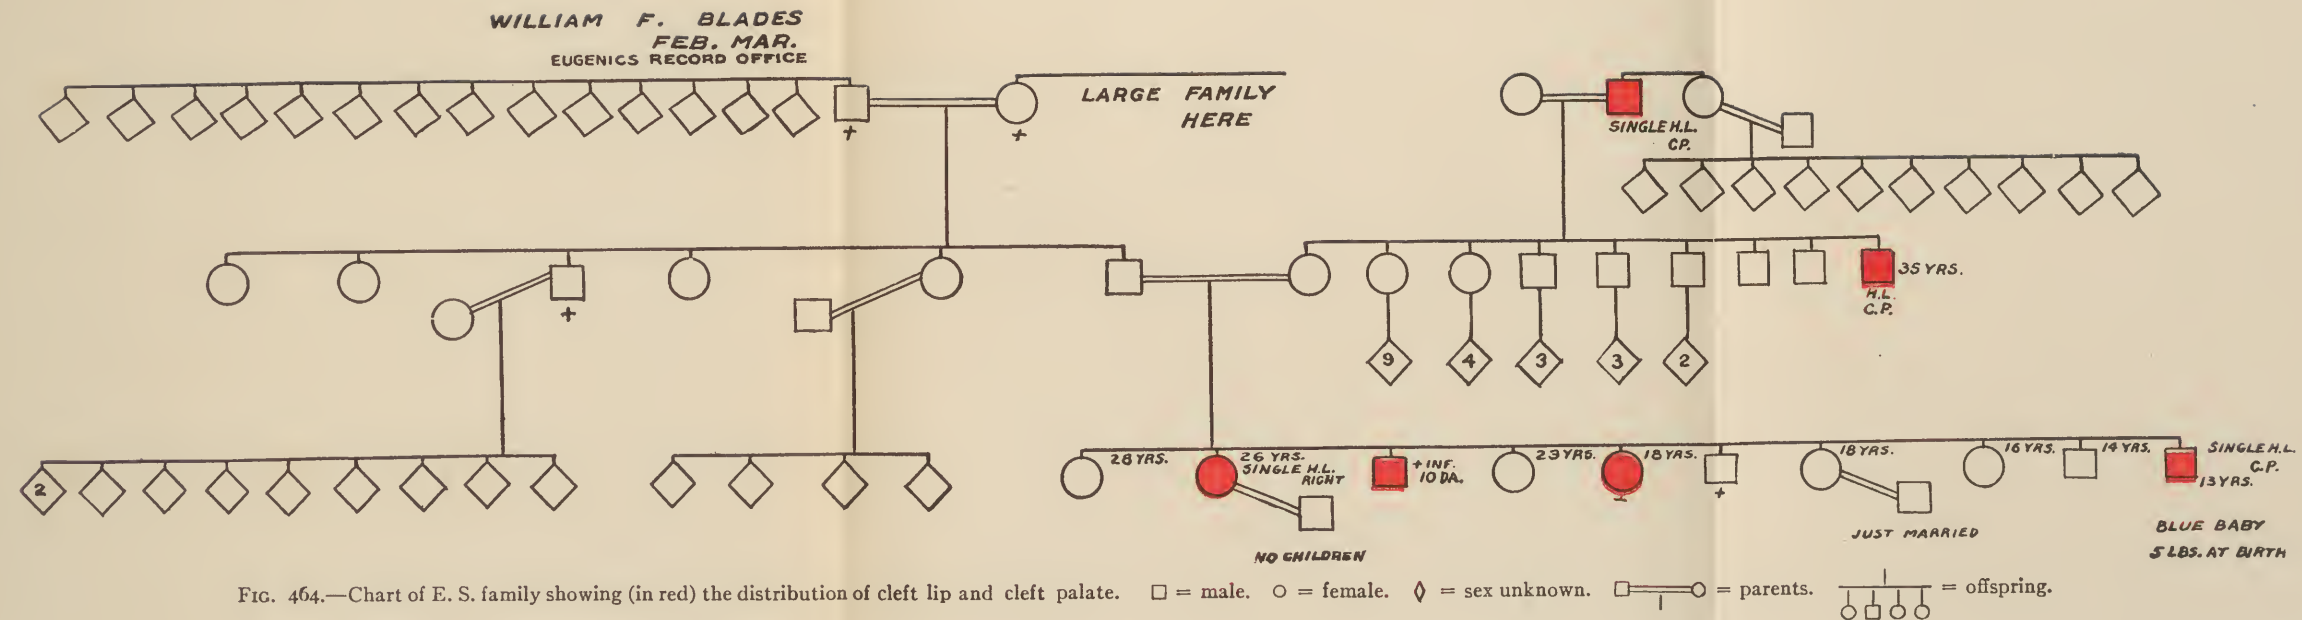 WILLIAM F. BLADES
FEB. MAR.
EUGENICS RECORD OFFICE
LARGE FAMILY
HERE
SINGLE H.L.
CP.
+
+
+
35 YRS.
H.L.
C.P.
9
4
3
3
2
2
28 YRS.
26 YRS.
SINGLE H.L.
RIGHT
NO CHILDREN
+ INF.
10 DA.
29 YRS.
18 YRS.
+
18 YRS.
JUST MARRIED
16 YRS.
14 YRS.
SINGLE H.L.
C.P.
13 YRS.
BLUE BABY
5 LBS. AT BIRTH
FIG. 464.—Chart of E. S. family showing (in red) the distribution of cleft lip and cleft palate. □ = male. ○ = female. ◊ = sex unknown. = parents. = offspring.